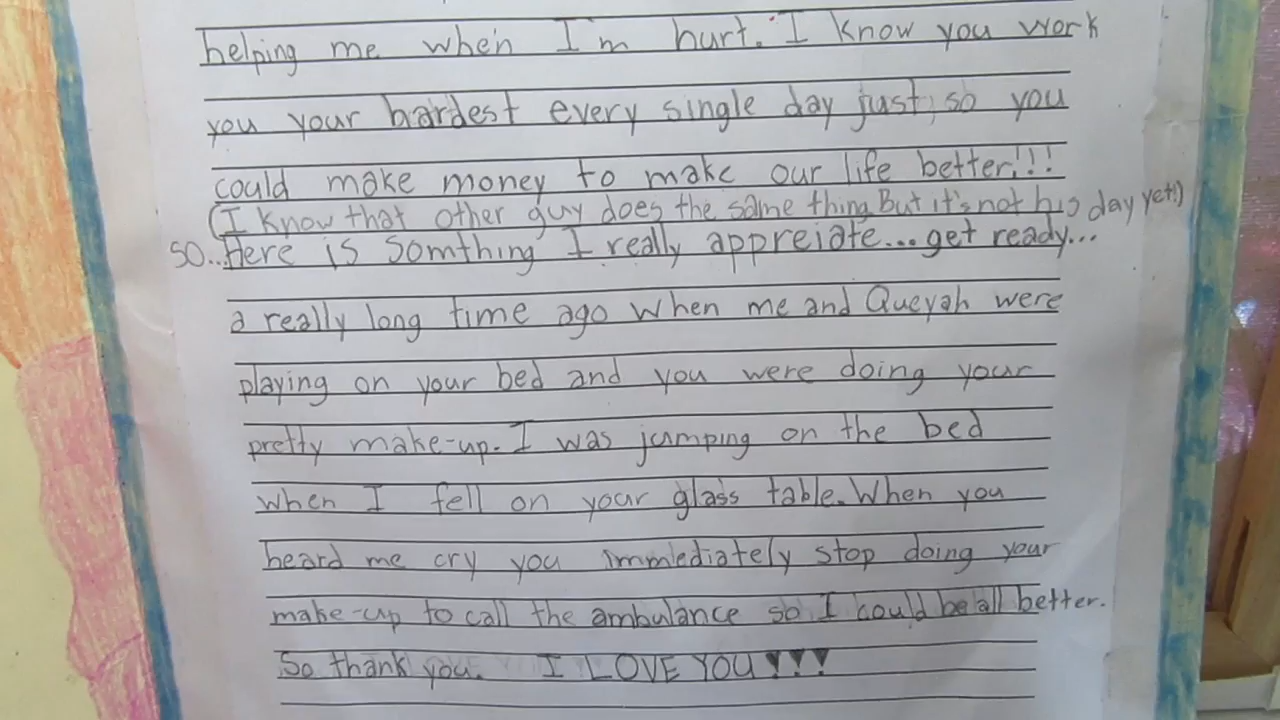 helping me when I'm hurt. I know you work
you your hardest every single day just so you
could make money to make our life better!!!
(I know that other guy does the same thing But it's not his day yet!)
so...Here is Somthing I really appreiate...get ready...
a really long time ago when me and Queyah were
playing on your bed and you were doing your
pretty make-up. I was jumping on the bed
when I fell on your glass table. When you
heard me cry you immiediately stop doing your
make-up to call the ambulance so I could be all better.
So thank you. I LOVE YOU ♥♥♥